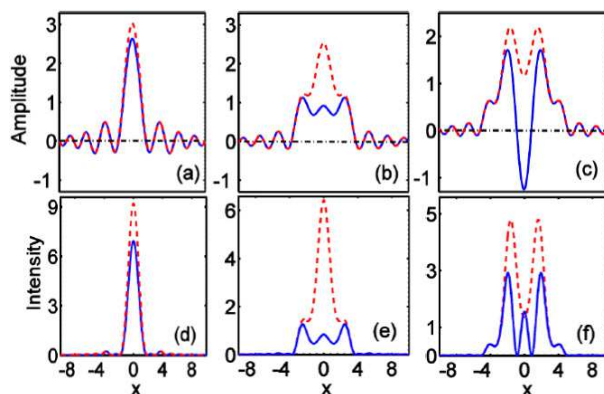 3 3 2
2 2 1
1 1 0
0 0 -1
-1 -1
Amplitude
(a) (b) (c)
9 6 5
6 4 3
3 2 1
0 0
Intensity
(d) (e) (f)
-8 -4 0 4 8 -8 -4 0 4 8 -8 -4 0 4 8
x x x